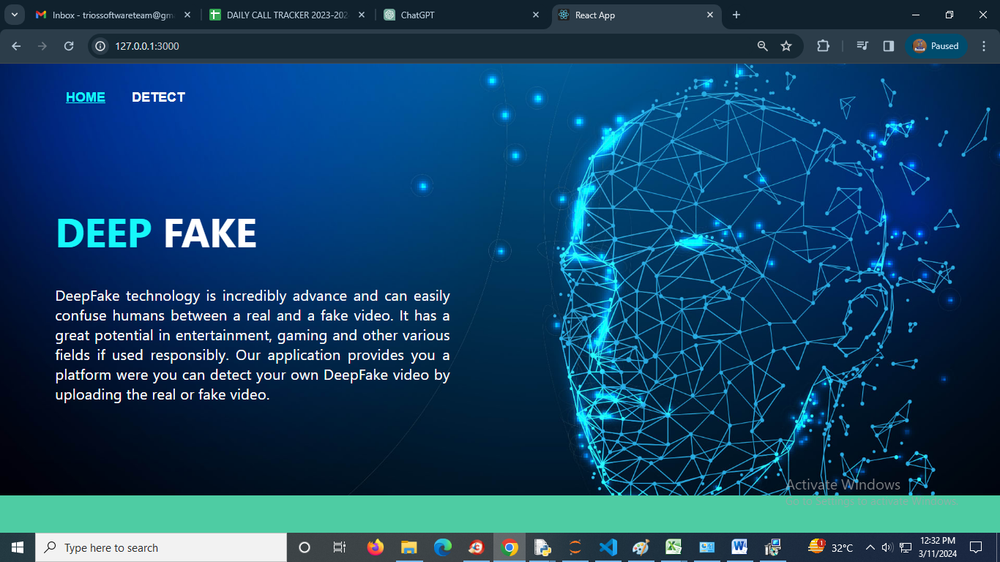 Inbox - triossoftwareteam@gm
DAILY CALL TRACKER 2023-202
ChatGPT
React App
127.0.0.1:3000
Paused
HOME DETECT
DEEP FAKE
DeepFake technology is incredibly advance and can easily
confuse humans between a real and a fake video. It has a
great potential in entertainment, gaming and other various
fields if used responsibly. Our application provides you a
platform were you can detect your own DeepFake video by
uploading the real or fake video.
Activate Windows
Go to Settings to activate Windows.
Type here to search
1
32°C
12:32 PM
3/11/2024